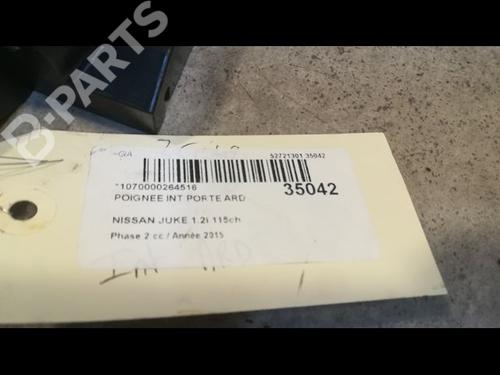 B-PARTS
52721301 35042
*1070000264516
35042
POIGNEE INT PORTE ARD
NISSAN JUKE 1.2i 115ch
Phase 2 cc / Année 2015
ARD